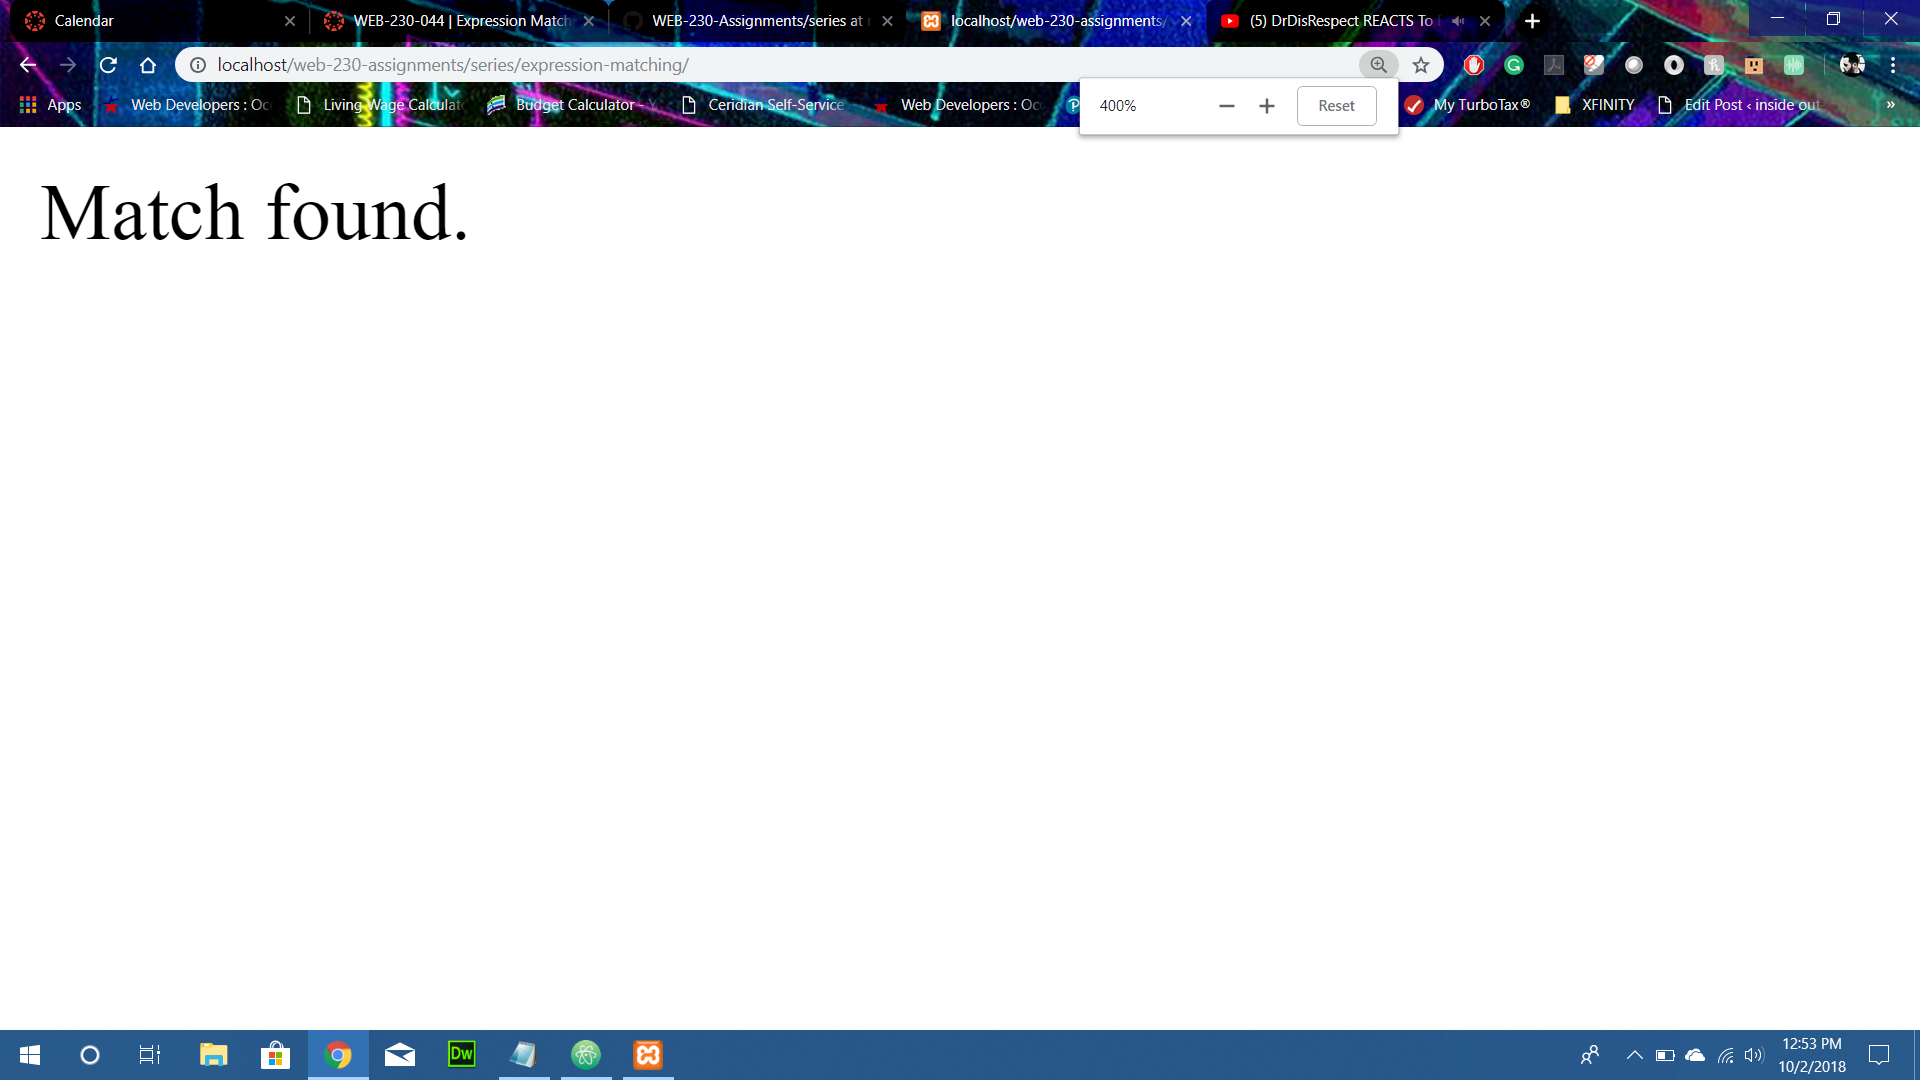 Calendar
WEB-230-044 | Expression Match
WEB-230-Assignments/series at
localhost/web-230-assignments/
(5) DrDisRespect REACTS To
localhost/web-230-assignments/series/expression-matching/
Apps
Web Developers : Oc
Living Wage Calculat
Budget Calculator - Y
Ceridian Self-Service
Web Developers : Oc
400%
Reset
My TurboTax®
XFINITY
Edit Post ‹ inside out
»
Match found.
Dw
12:53 PM
10/2/2018